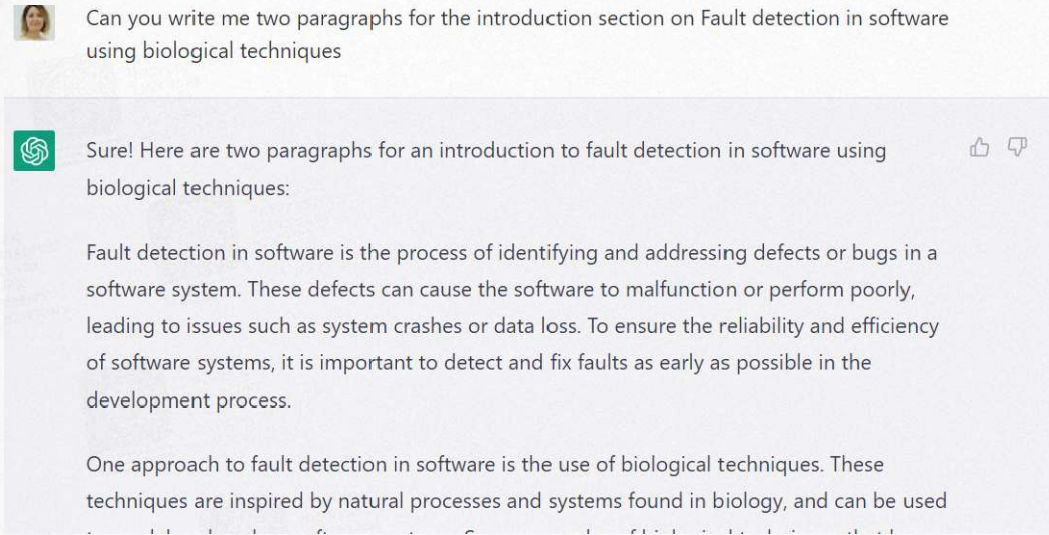 Can you write me two paragraphs for the introduction section on Fault detection in software
using biological techniques
Sure! Here are two paragraphs for an introduction to fault detection in software using
biological techniques:
Fault detection in software is the process of identifying and addressing defects or bugs in a
software system. These defects can cause the software to malfunction or perform poorly,
leading to issues such as system crashes or data loss. To ensure the reliability and efficiency
of software systems, it is important to detect and fix faults as early as possible in the
development process.
One approach to fault detection in software is the use of biological techniques. These
techniques are inspired by natural processes and systems found in biology, and can be used